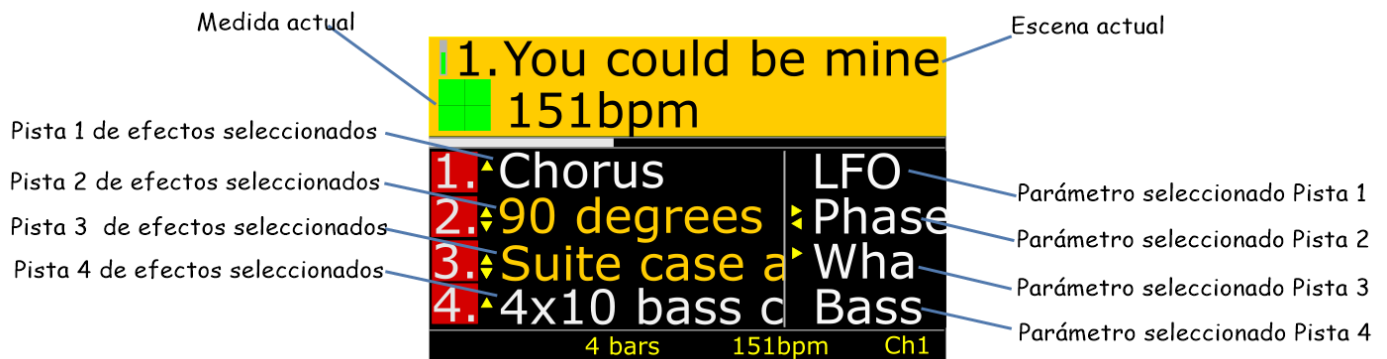 Medida actual
Escena actual
1.You could be mine
151bpm
Pista 1 de efectos seleccionados
1. Chorus
LFO
Parámetro seleccionado Pista 1
Pista 2 de efectos seleccionados
2. 90 degrees
Phase
Parámetro seleccionado Pista 2
Pista 3 de efectos seleccionados
3. Suite case a
Wha
Parámetro seleccionado Pista 3
Pista 4 de efectos seleccionados
4. 4x10 bass c
Bass
Parámetro seleccionado Pista 4
4 bars 151bpm Ch1